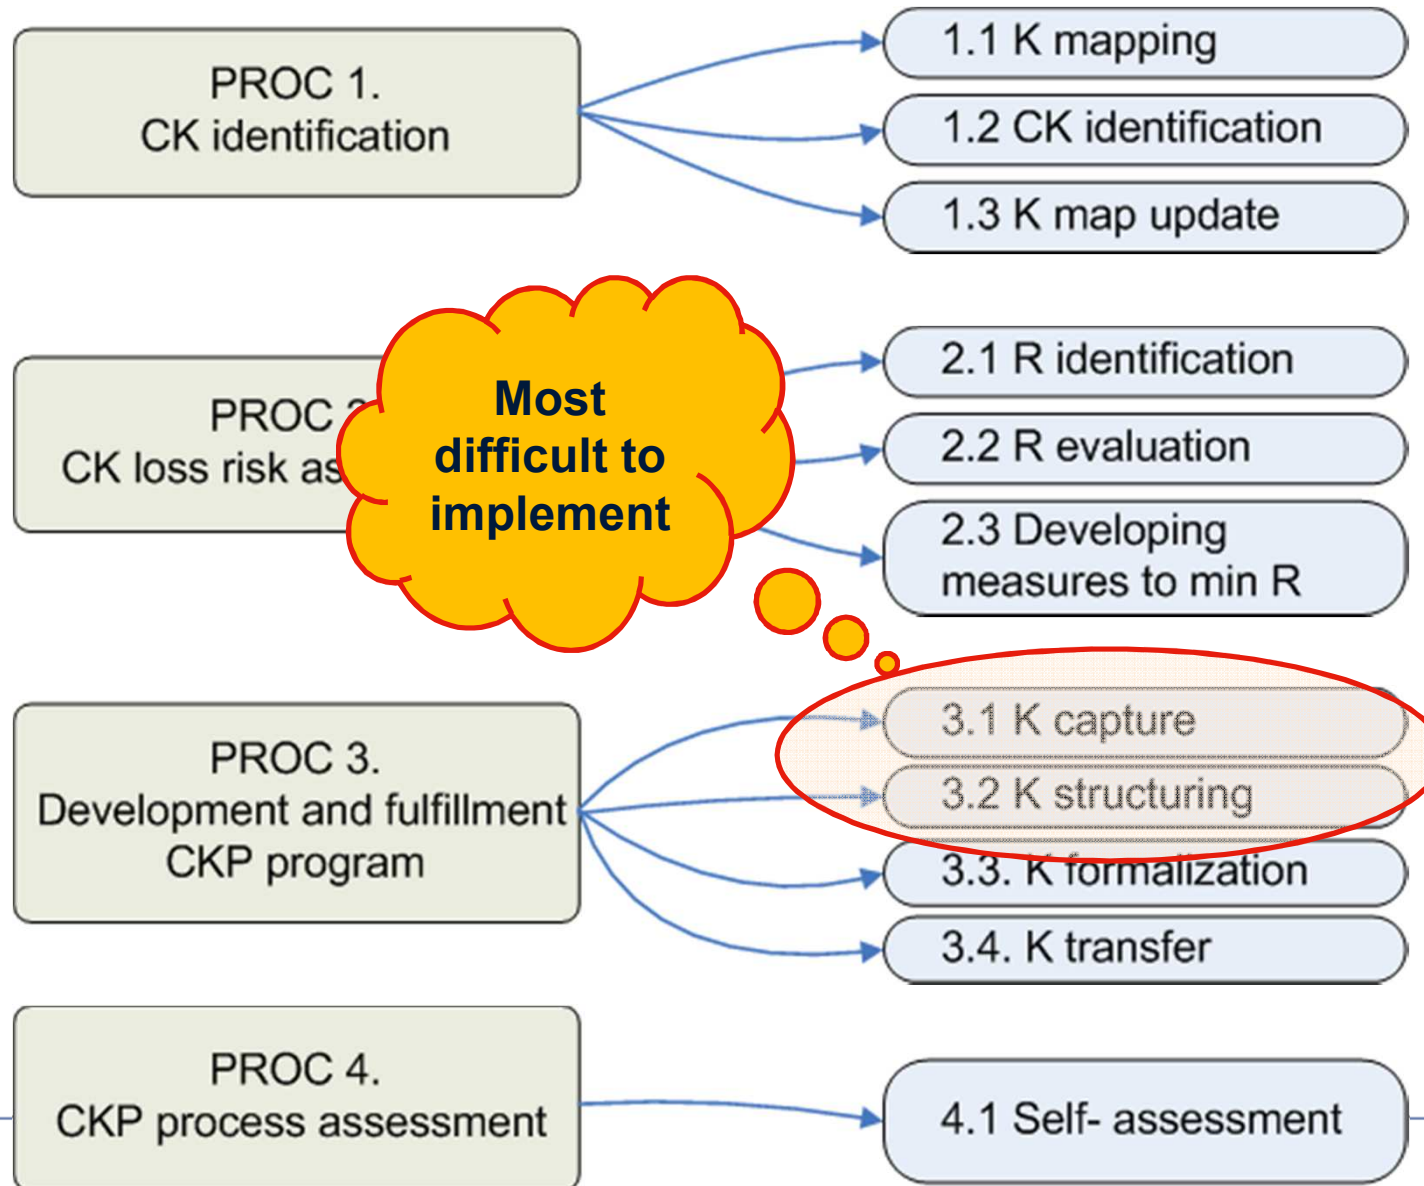 PROC 1.
CK identification
1.1 K mapping
1.2 CK identification
1.3 K map update
PROC
CK loss risk
Most
difficult to
implement
2.1 R identification
2.2 R evaluation
2.3 Developing
measures to min R
PROC 3.
Development and fulfillment
CKP program
3.1 K capture
3.2 K structuring
3.3. K formalization
3.4. K transfer
PROC 4.
CKP process assessment
4.1 Self- assessment